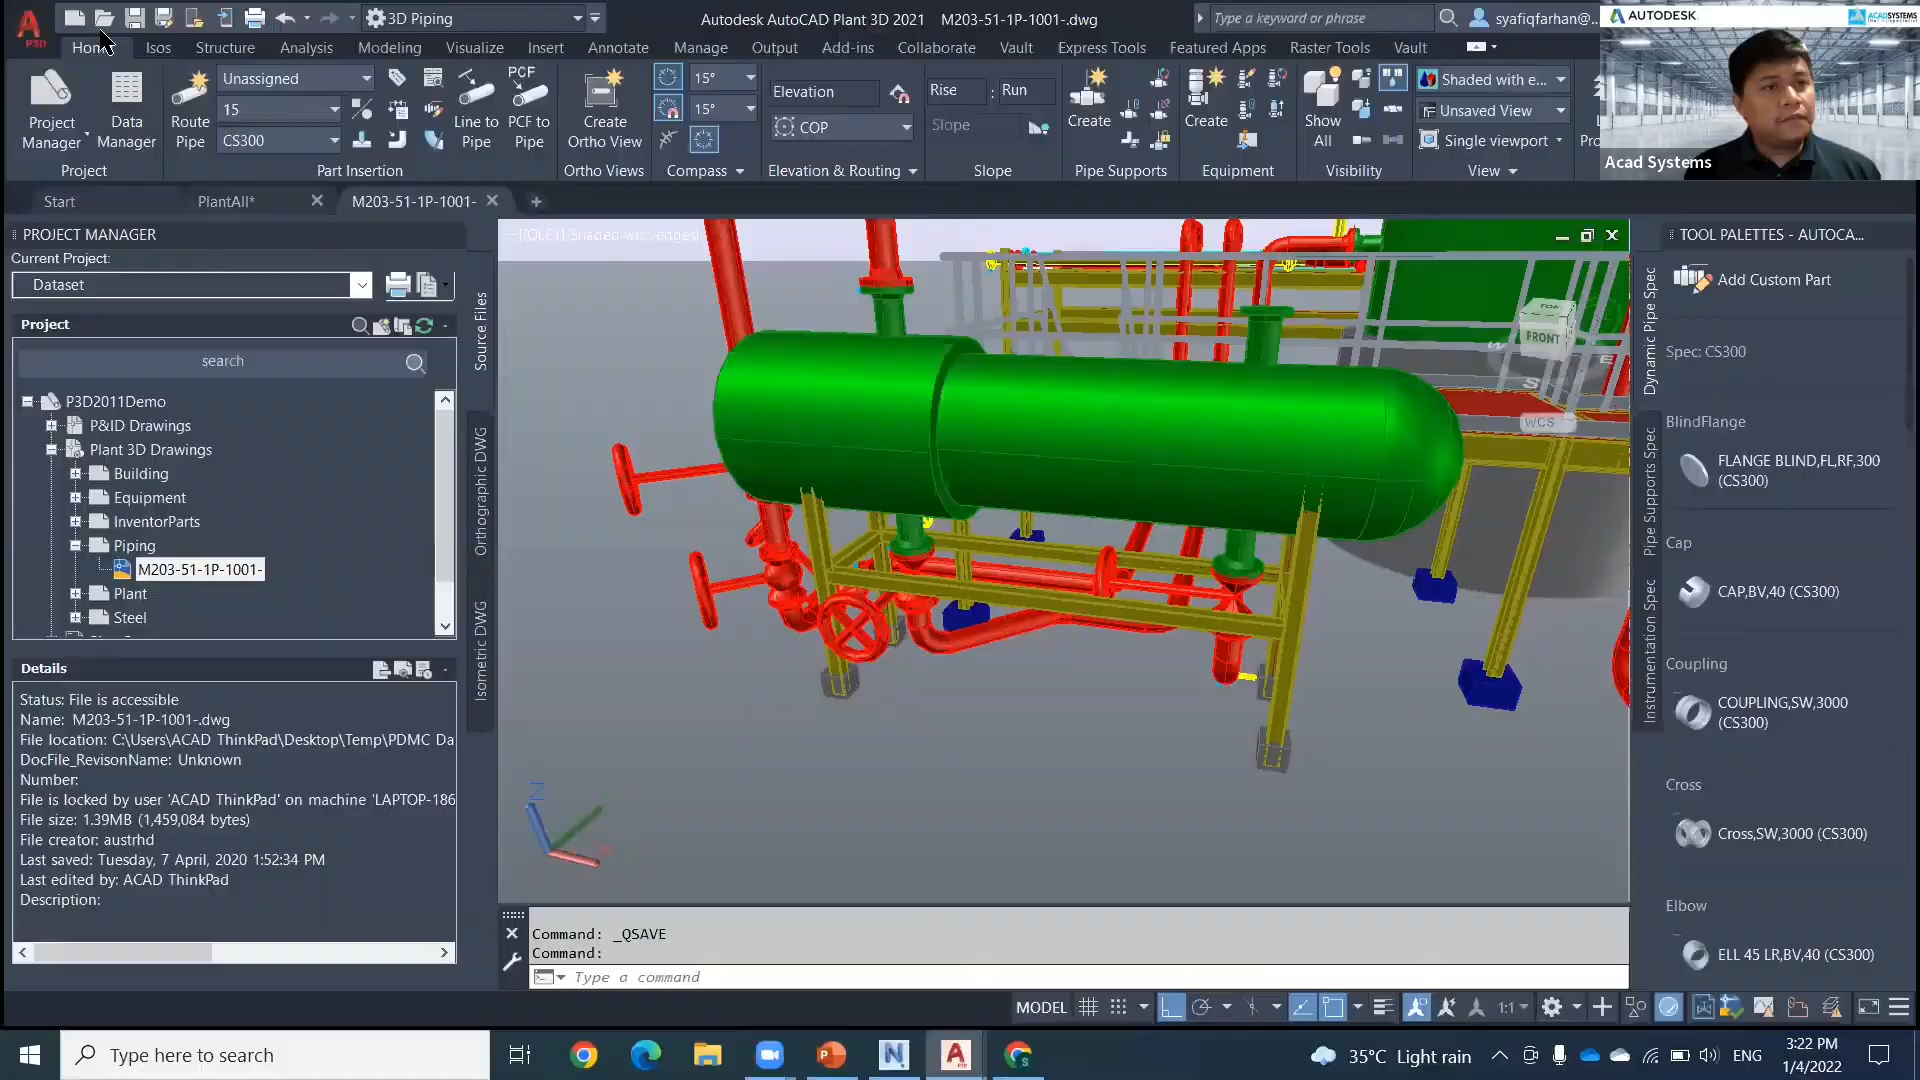 3D Piping
Autodesk AutoCAD Plant 3D 2021 M203-51-1P-1001-.dwg
Type a keyword or phrase
syafiqfarhan@..
AUTODESK
ACADSYSTEMS
P3D
Home Isos Structure Analysis Modeling Visualize Insert Annotate Manage Output Add-ins Collaborate Vault Express Tools Featured Apps Raster Tools Vault
Project Manager
Data Manager
Route Pipe
Unassigned
15
CS300
Line to Pipe
PCF
PCF to Pipe
Create Ortho View
15°
15°
Elevation
COP
Rise : Run
Slope
Create
Create
Show All
Shaded with e...
Unsaved View
Single viewport
Acad Systems
Project Part Insertion Ortho Views Compass Elevation & Routing Slope Pipe Supports Equipment Visibility View
Start PlantAll* M203-51-1P-1001-
PROJECT MANAGER
Current Project:
Dataset
Project
search
P3D2011Demo
P&ID Drawings
Plant 3D Drawings
Building
Equipment
InventorParts
Piping
M203-51-1P-1001-
Plant
Steel
Source Files
Orthographic DWG
Isometric DWG
Details
Status: File is accessible
Name: M203-51-1P-1001-.dwg
File location: C:\Users\ACAD ThinkPad\Desktop\Temp\PDMC Da
DocFile_RevisonName: Unknown
Number:
File is locked by user 'ACAD ThinkPad' on machine 'LAPTOP-186
File size: 1.39MB (1,459,084 bytes)
File creator: austrhd
Last saved: Tuesday, 7 April, 2020 1:52:34 PM
Last edited by: ACAD ThinkPad
Description:
TOP
FRONT
W
S
E
WCS
Command: _QSAVE
Command:
Type a command
TOOL PALETTES - AUTOCA...
Dynamic Pipe Spec
Pipe Supports Spec
Instrumentation Spec
Add Custom Part
Spec: CS300
BlindFlange
FLANGE BLIND,FL,RF,300
(CS300)
Cap
CAP,BV,40 (CS300)
Coupling
COUPLING,SW,3000
(CS300)
Cross
Cross,SW,3000 (CS300)
Elbow
ELL 45 LR,BV,40 (CS300)
MODEL
1:1
Type here to search
35°C Light rain
ENG
3:22 PM
1/4/2022